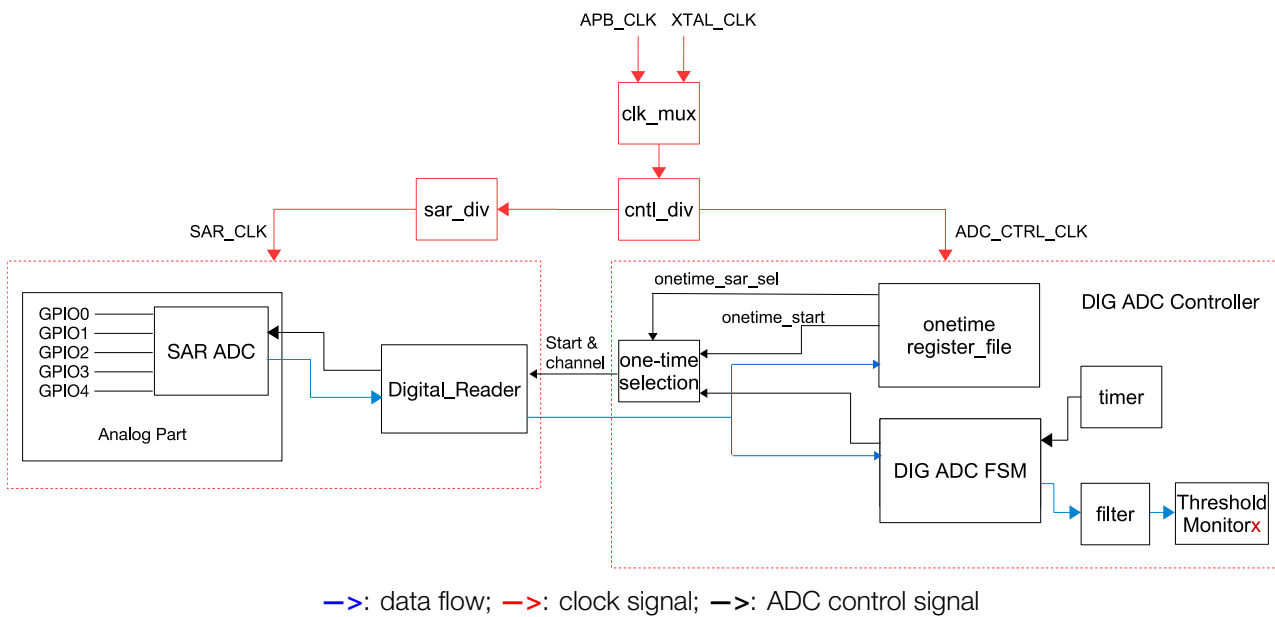 APB_CLK XTAL_CLK
clk_mux
sar_div
cntl_div
SAR_CLK
ADC_CTRL_CLK
onetime_sar_sel
DIG ADC Controller
GPIO0
GPIO1
GPIO2
GPIO3
GPIO4
SAR ADC
Analog Part
Digital_Reader
Start &
channel
onetime_start
one-time
selection
onetime
register_file
timer
DIG ADC FSM
filter
Threshold
Monitorx
—>: data flow; —>: clock signal; —>: ADC control signal